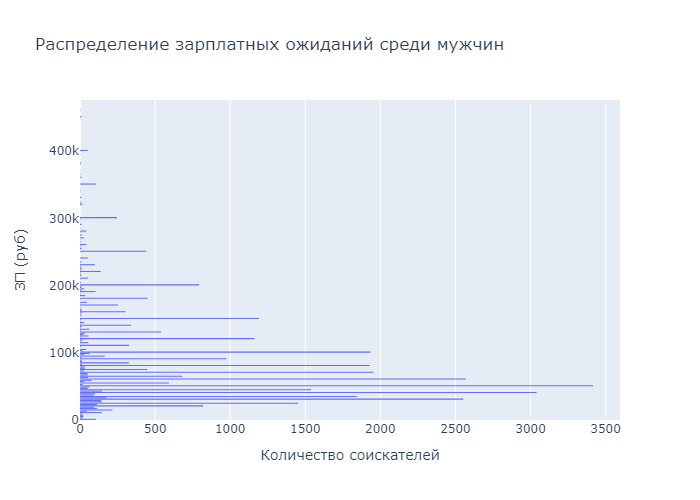 Распределение зарплатных ожиданий среди мужчин
ЗП (руб)
400k
300k
200k
100k
0
0 500 1000 1500 2000 2500 3000 3500
Количество соискателей